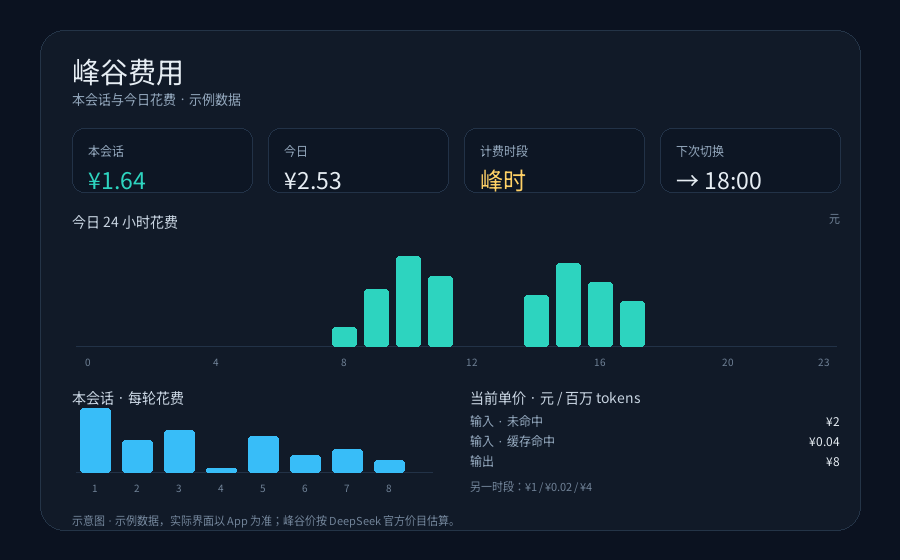 峰谷费用
本会话与今日花费 · 示例数据
本会话
¥1.64
今日
¥2.53
计费时段
峰时
下次切换
→ 18:00
今日 24 小时花费
元
0 4 8 12 16 20 23
本会话 · 每轮花费
1 2 3 4 5 6 7 8
当前单价 · 元 / 百万 tokens
输入 · 未命中 ¥2
输入 · 缓存命中 ¥0.04
输出 ¥8
另一时段：¥1 / ¥0.02 / ¥4
示意图 · 示例数据，实际界面以 App 为准；峰谷价按 DeepSeek 官方价目估算。